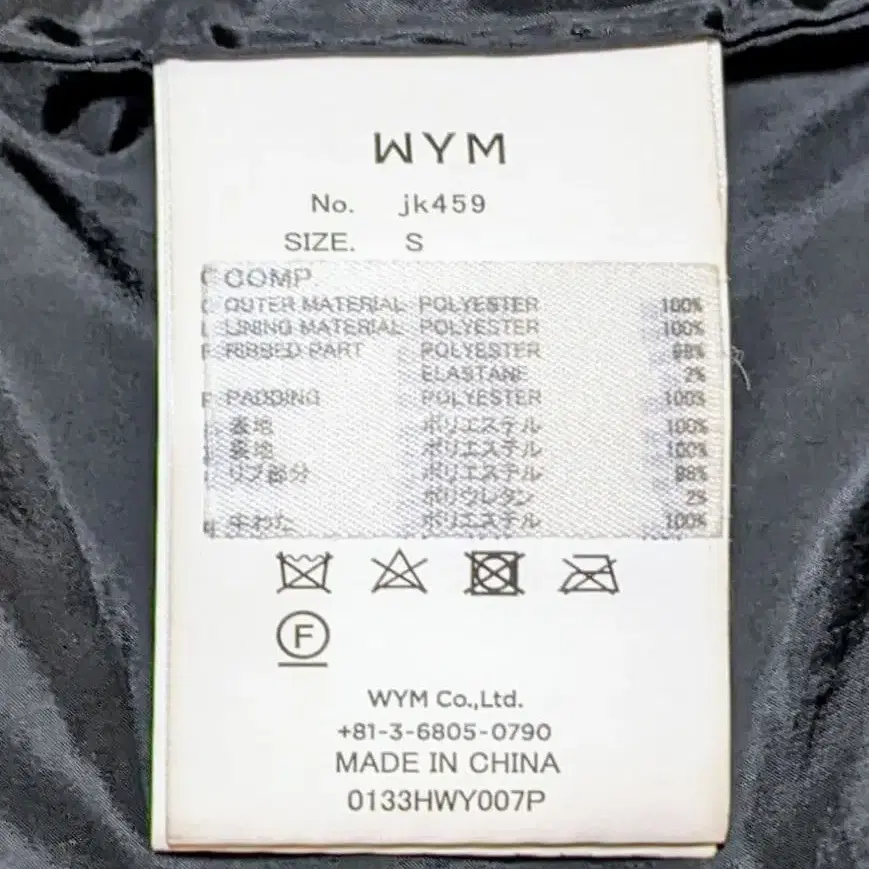 WYM
No. jk459
SIZE. S
COMP
OUTER MATERIAL POLYESTER 100%
LINING MATERIAL POLYESTER 100%
RIBBED PART POLYESTER 98%
ELASTANE 2%
PADDING POLYESTER 100%
表地 ポリエステル 100%
裏地 ポリエステル 100%
リブ部分 ポリエステル 98%
ポリウレタン 2%
中わた ポリエステル 100%
F
WYM Co.,Ltd.
+81-3-6805-0790
MADE IN CHINA
0133HWY007P